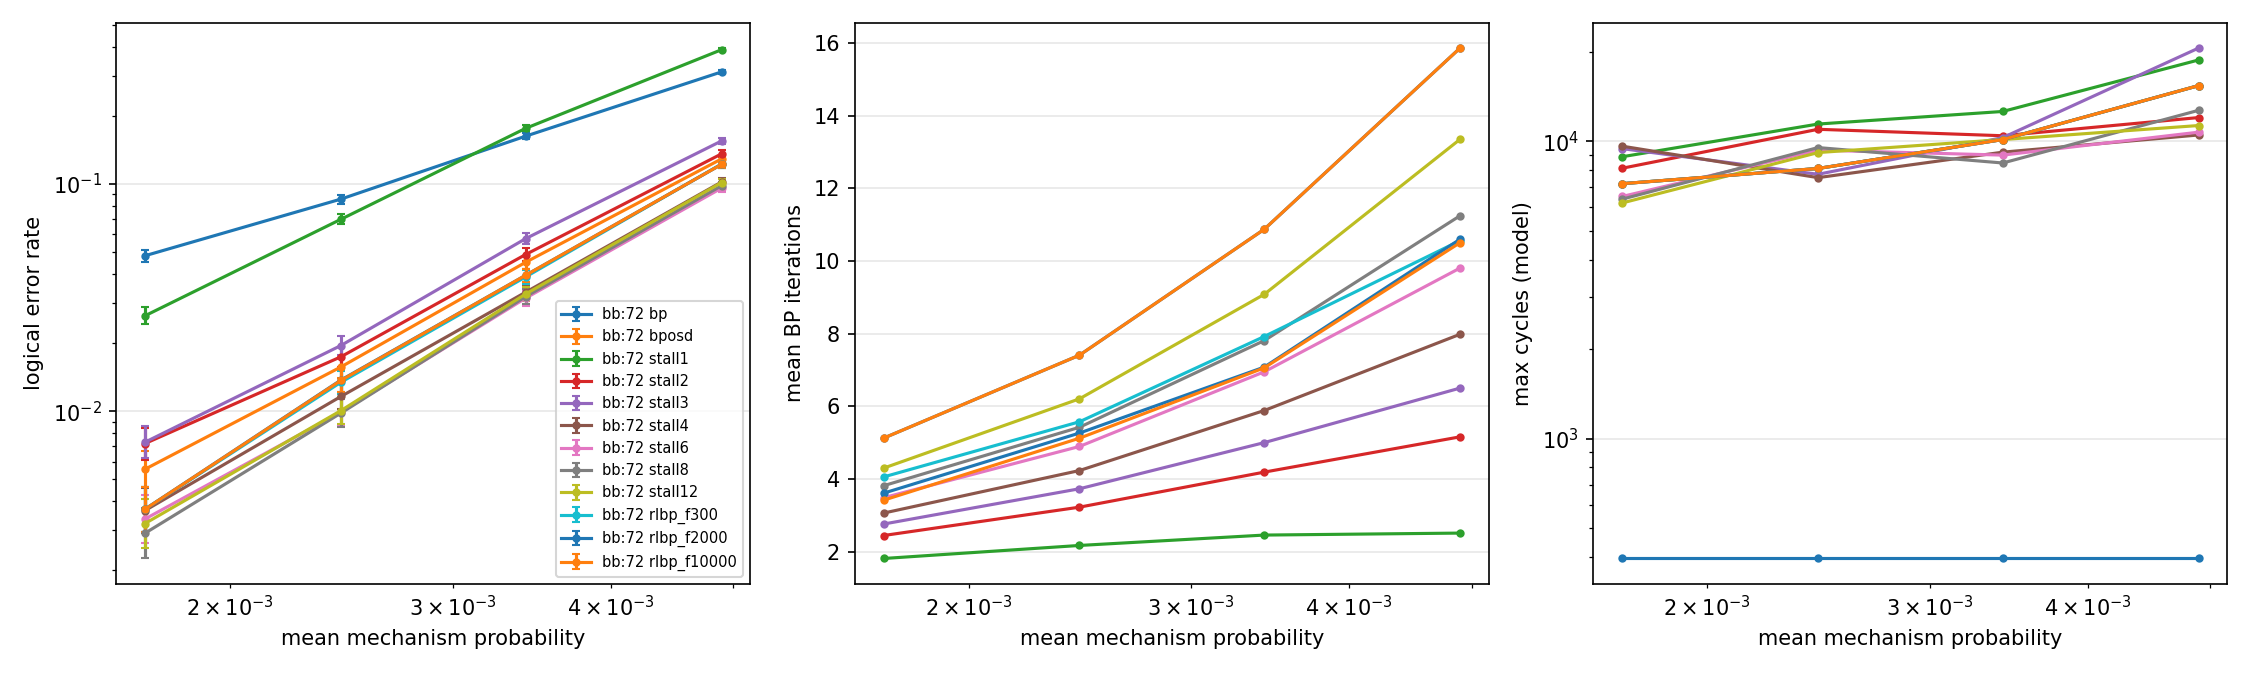 logical error rate
10⁻¹
10⁻²
2 × 10⁻³
3 × 10⁻³
4 × 10⁻³
mean mechanism probability
bb:72 bp
bb:72 bposd
bb:72 stall1
bb:72 stall2
bb:72 stall3
bb:72 stall4
bb:72 stall6
bb:72 stall8
bb:72 stall12
bb:72 rlbp_f300
bb:72 rlbp_f2000
bb:72 rlbp_f10000
mean BP iterations
16
14
12
10
8
6
4
2
2 × 10⁻³
3 × 10⁻³
4 × 10⁻³
mean mechanism probability
max cycles (model)
10⁴
10³
2 × 10⁻³
3 × 10⁻³
4 × 10⁻³
mean mechanism probability